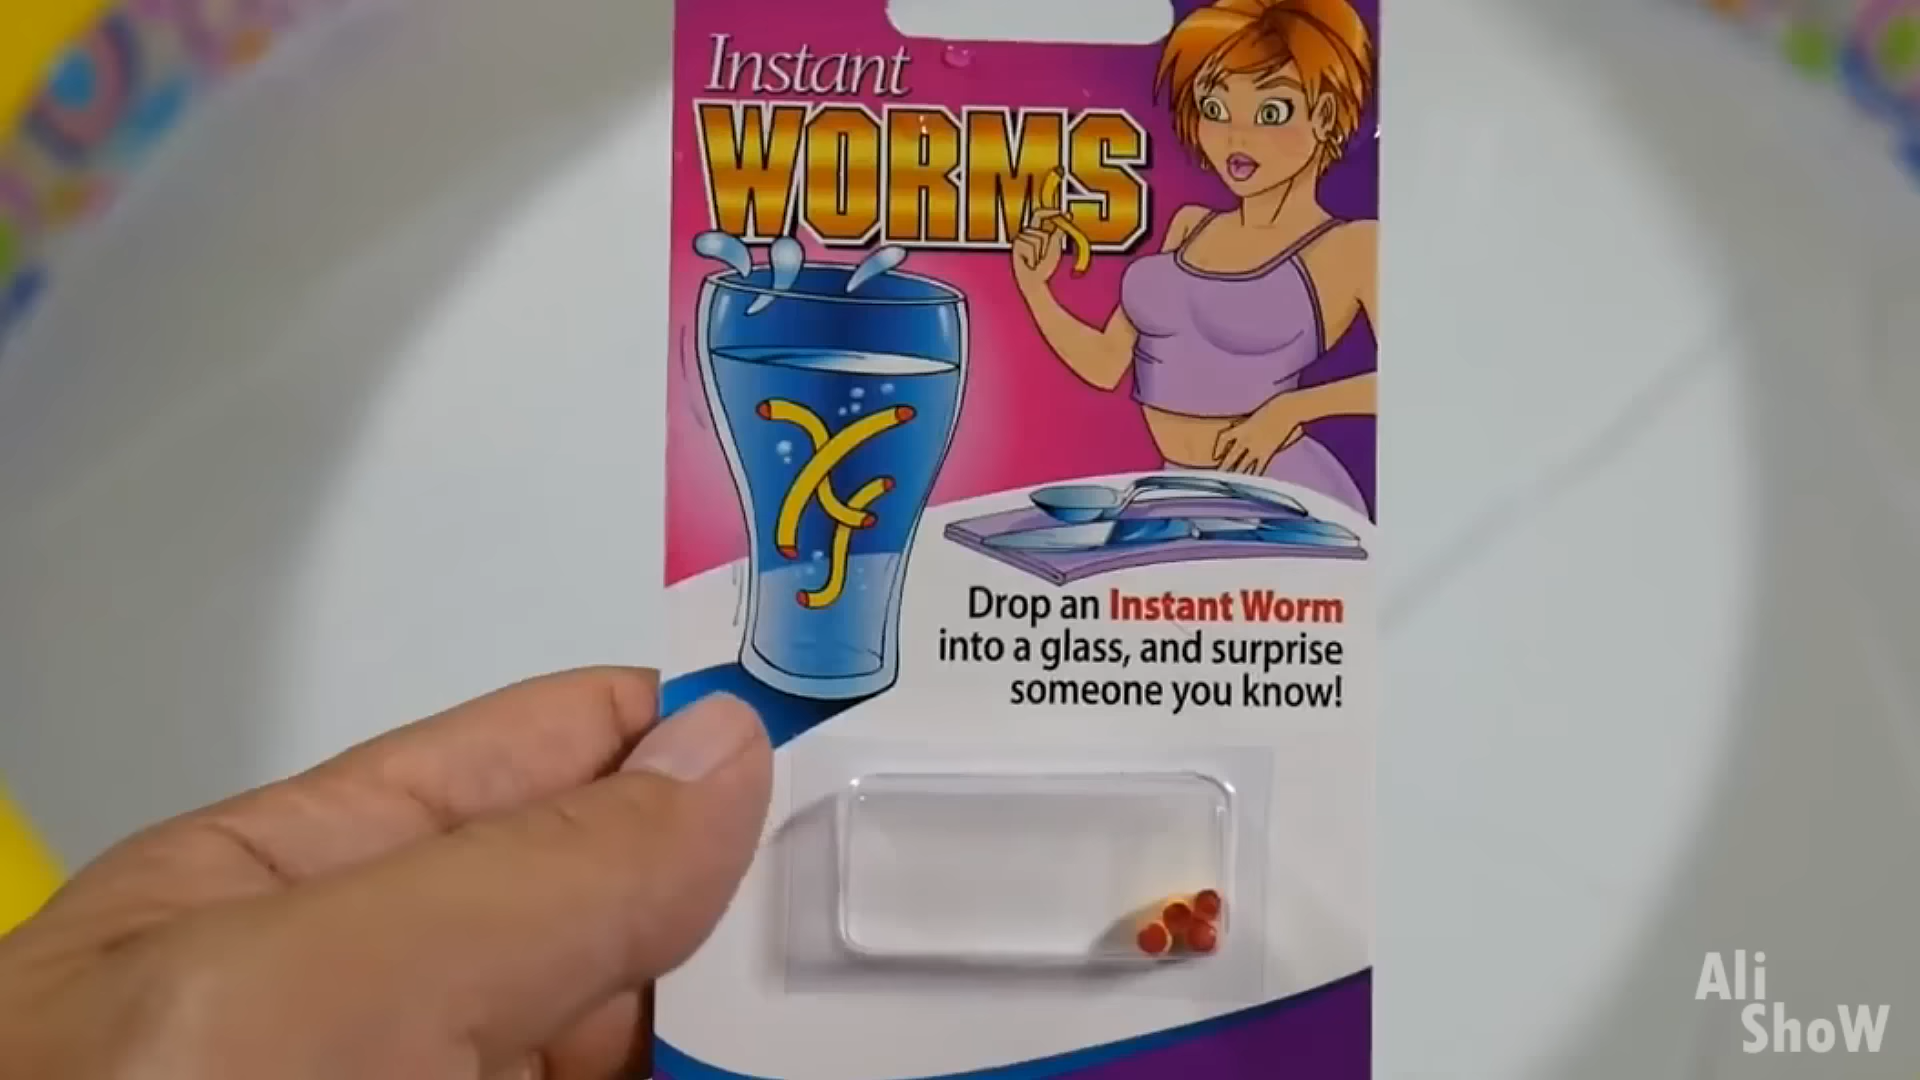 Instant
WORMS
Drop an Instant Worm
into a glass, and surprise
someone you know!
Ali
ShoW